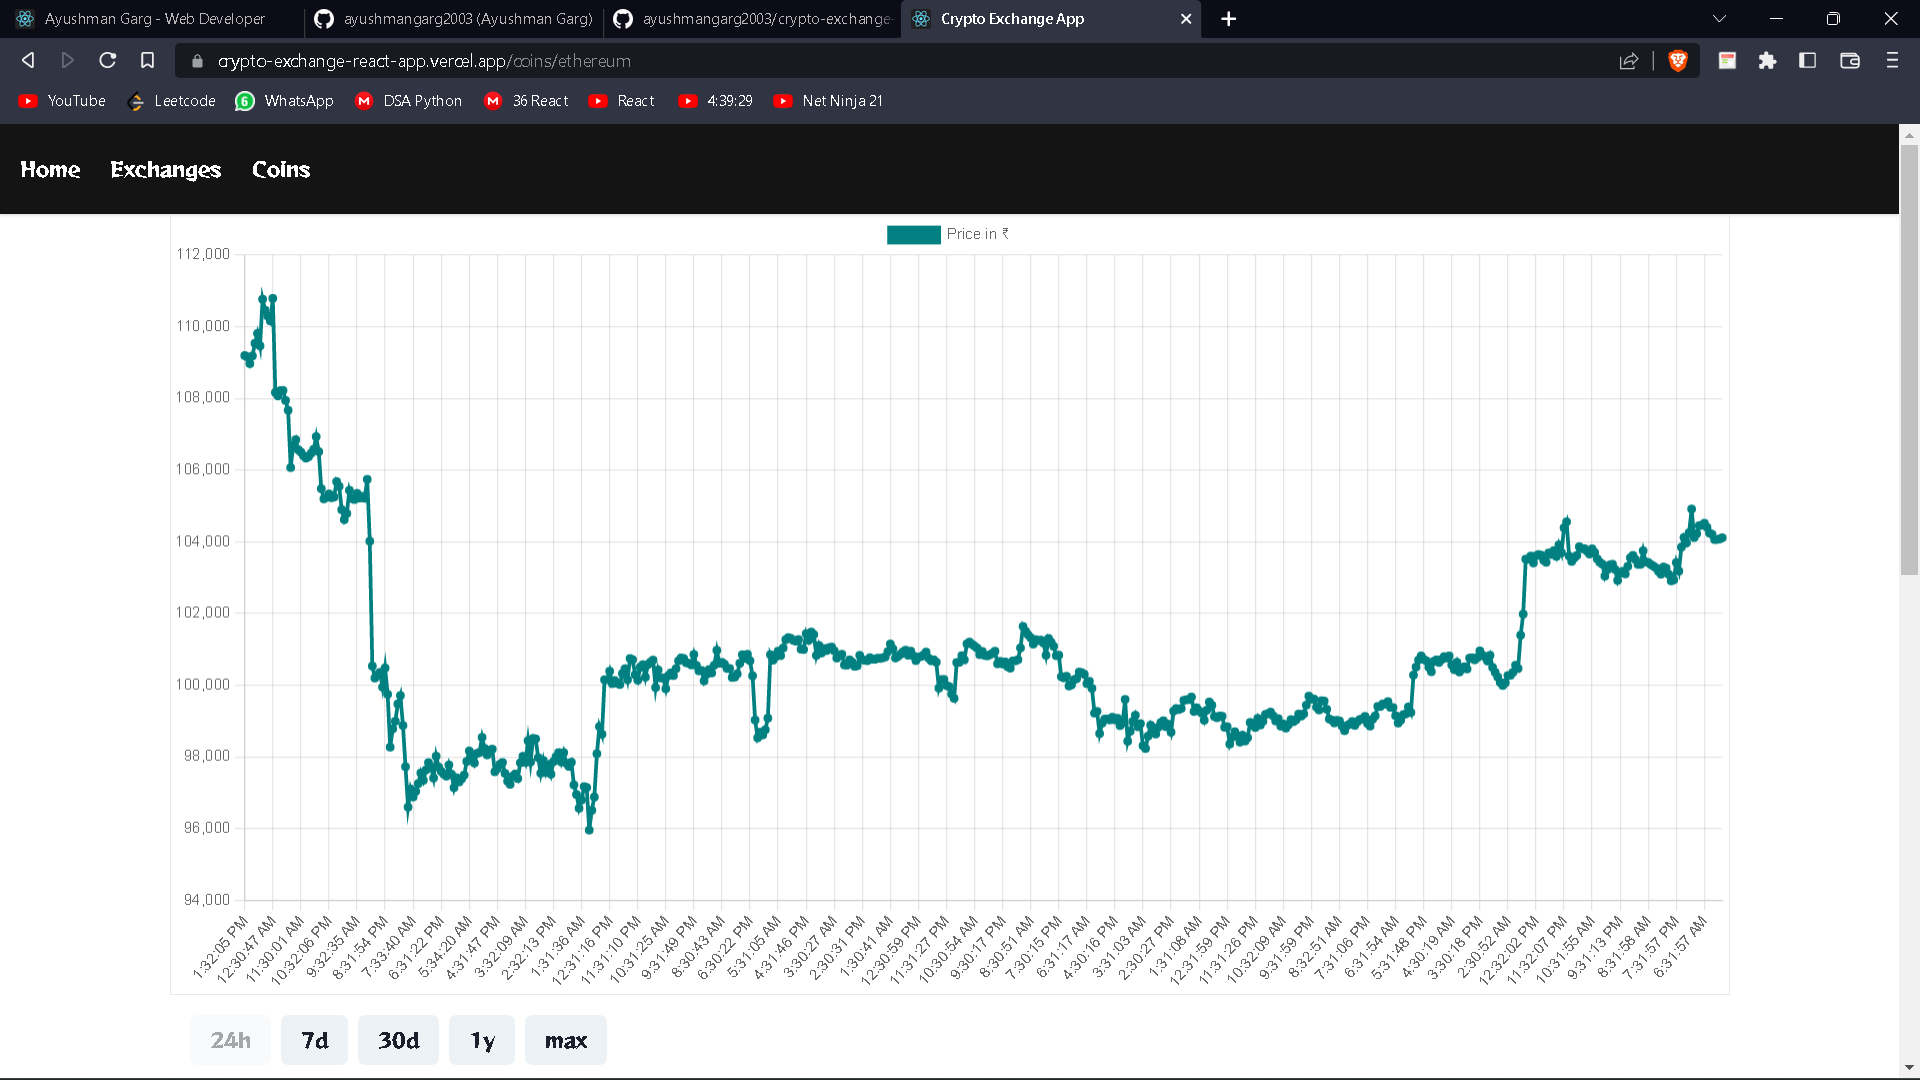 Ayushman Garg - Web Developer
ayushmangarg2003 (Ayushman Garg)
ayushmangarg2003/crypto-exchange-
Crypto Exchange App
crypto-exchange-react-app.vercel.app/coins/ethereum
YouTube
Leetcode
6
WhatsApp
M
DSA Python
M
36 React
React
4:39:29
Net Ninja 21
Home
Exchanges
Coins
Price in ₹
112,000
110,000
108,000
106,000
104,000
102,000
100,000
98,000
96,000
94,000
1:32:05 PM
12:30:47 AM
11:30:01 AM
10:32:06 PM
9:32:35 AM
8:31:54 PM
7:33:40 AM
6:31:22 PM
5:34:20 AM
4:31:47 PM
3:32:09 AM
2:32:13 PM
1:31:36 AM
12:31:16 PM
11:31:10 PM
10:31:25 AM
9:31:49 PM
8:30:43 AM
6:30:22 PM
5:31:05 AM
4:31:46 PM
3:30:27 AM
2:30:31 PM
1:30:41 AM
12:30:59 PM
11:31:27 PM
10:30:54 AM
9:30:17 PM
8:30:51 AM
7:30:15 PM
6:31:17 AM
4:30:16 PM
3:31:03 AM
2:30:27 PM
1:31:08 AM
12:31:59 PM
11:31:26 PM
10:32:09 AM
9:31:59 PM
8:32:51 AM
7:31:06 PM
6:31:54 AM
5:31:48 PM
4:30:19 AM
3:30:18 PM
2:30:52 AM
12:32:02 PM
11:32:07 PM
10:31:55 AM
9:31:13 PM
8:31:58 AM
7:31:57 PM
6:31:57 AM
24h
7d
30d
1y
max